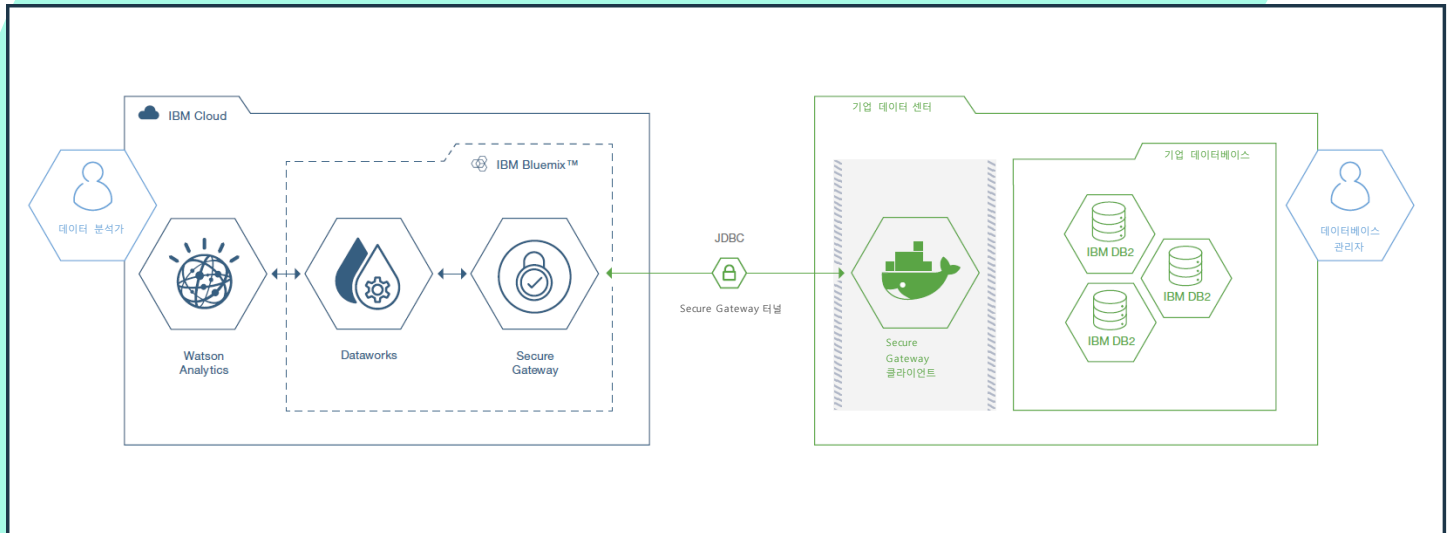 IBM Cloud
IBM Bluemix™
데이터 분석가
Watson
Analytics
Dataworks
Secure
Gateway
JDBC
Secure Gateway 터널
기업 데이터 센터
Secure
Gateway
클라이언트
기업 데이터베이스
IBM DB2
IBM DB2
IBM DB2
데이터베이스
관리자